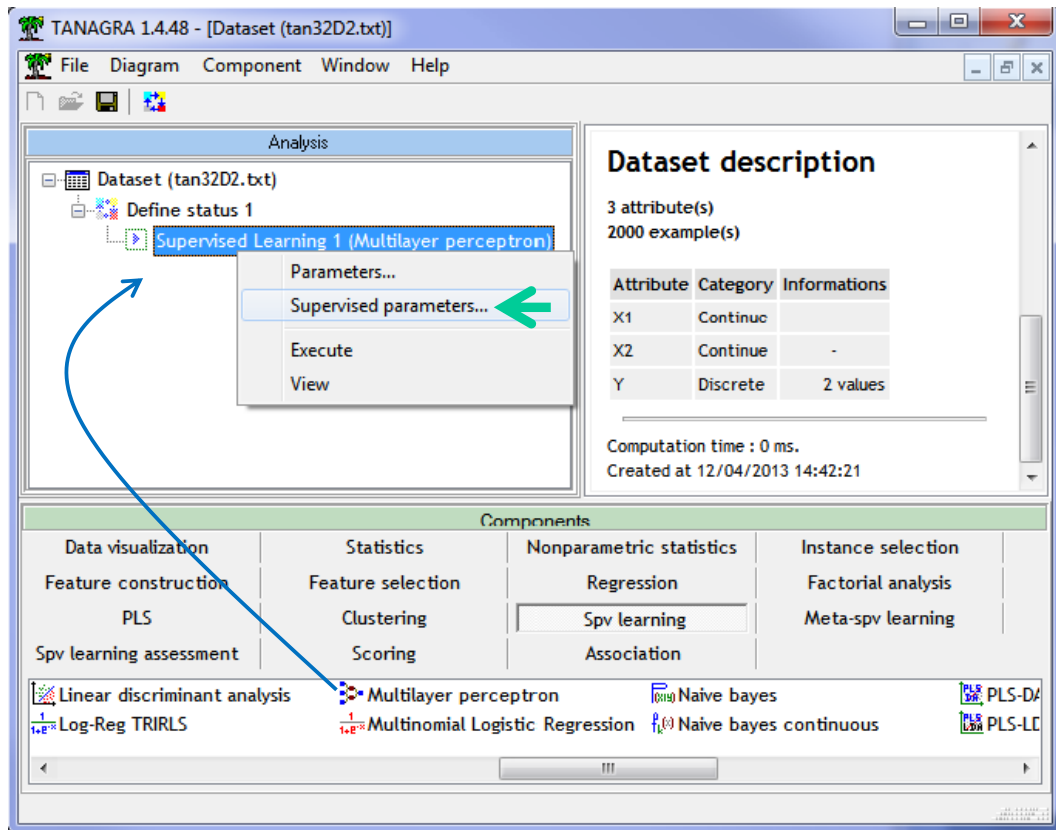 TANAGRA 1.4.48 - [Dataset (tan32D2.txt)]
File Diagram Component Window Help
Analysis
Dataset (tan32D2.txt)
Define status 1
Supervised Learning 1 (Multilayer perceptron)
Parameters...
Supervised parameters...
Execute
View
Dataset description
3 attribute(s)
2000 example(s)
Attribute Category Informations
X1 Continue
X2 Continue -
Y Discrete 2 values
Computation time : 0 ms.
Created at 12/04/2013 14:42:21
Components
Data visualization Statistics Nonparametric statistics Instance selection
Feature construction Feature selection Regression Factorial analysis
PLS Clustering Spv learning Meta-spv learning
Spv learning assessment Scoring Association
Linear discriminant analysis Multilayer perceptron Naive bayes PLS-DA
Log-Reg TRIRLS Multinomial Logistic Regression Naive bayes continuous PLS-LD